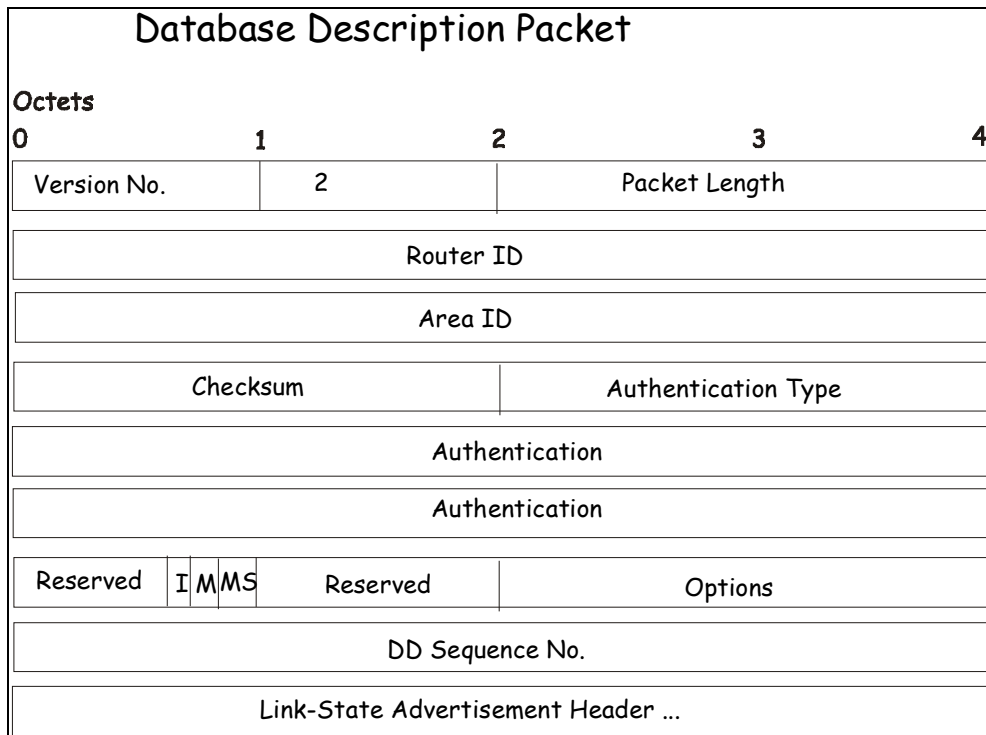 Database Description Packet
Octets
0 1 2 3 4
Version No. 2 Packet Length
Router ID
Area ID
Checksum Authentication Type
Authentication
Authentication
Reserved I M MS Reserved Options
DD Sequence No.
Link-State Advertisement Header ...